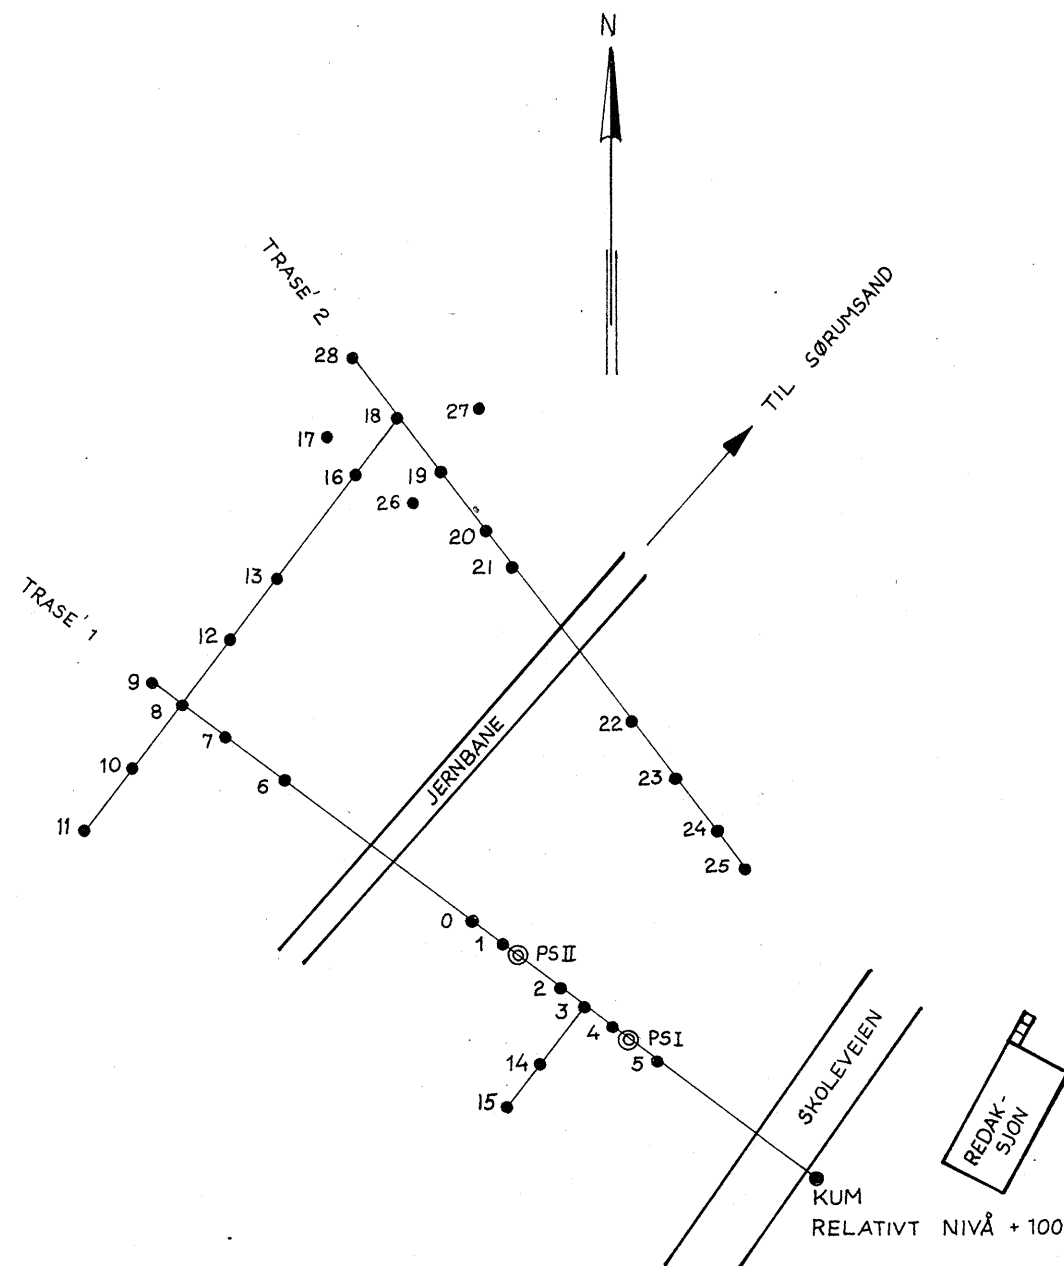 N
TRASÉ 2
TIL SØRUMSAND
28
18
27
17
16
19
26
20
21
13
TRASÉ 1
12
9
8
7
10
6
11
JERNBANE
22
23
24
25
0
1
PS II
2
3
4
PS I
5
14
15
SKOLEVEIEN
REDAK-
SJON
KUM
RELATIVT NIVÅ + 100